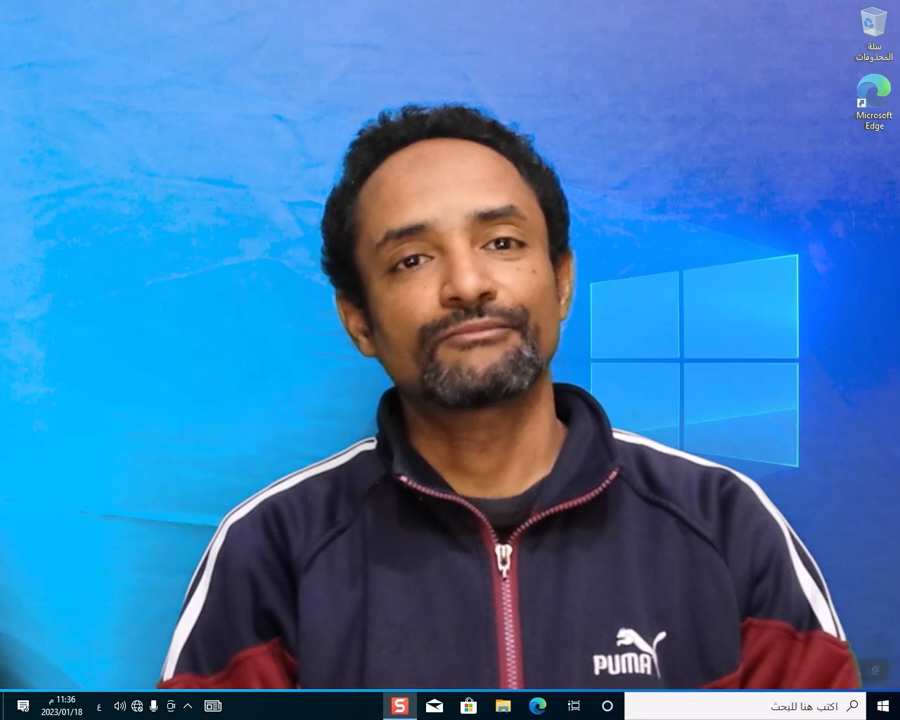 سلة
المحذوفات
Microsoft
Edge
PUMA
اكتب هنا للبحث
S
ع
11:36 م
2023/01/18